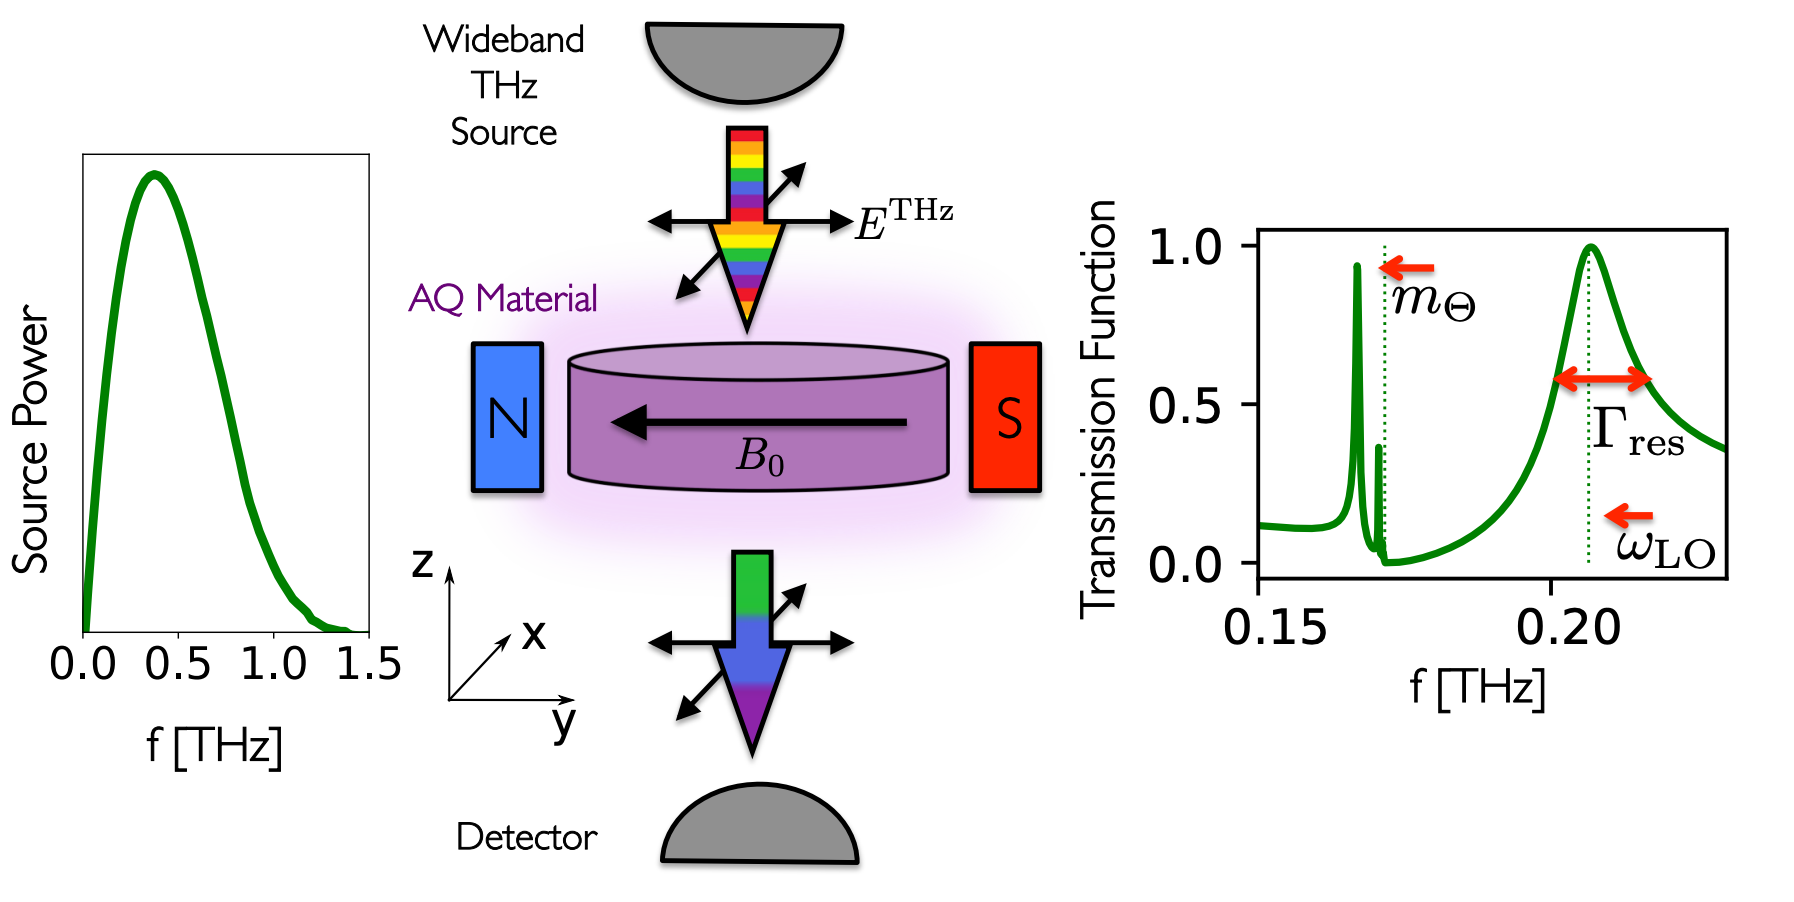 Wideband
THz
Source
E^THz
AQ Material
N
S
B₀
z
x
y
Detector
Source Power
0.0 0.5 1.0 1.5
f [THz]
Transmission Function
1.0
0.5
0.0
m_Θ
Γ_res
ω_LO
0.15 0.20
f [THz]